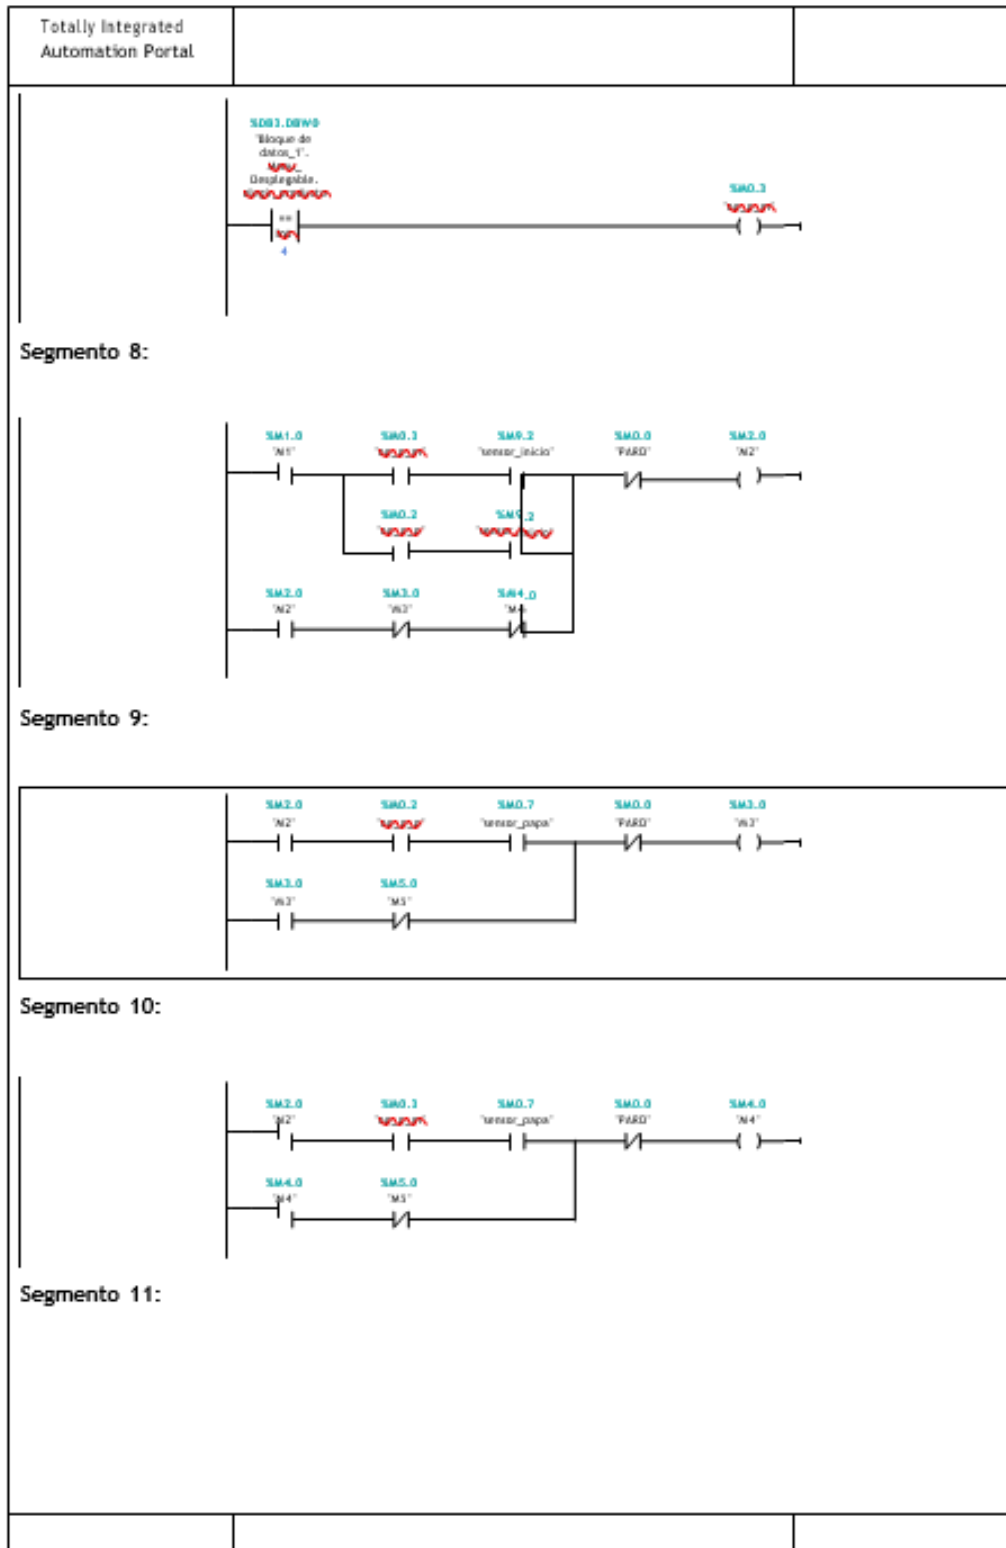 Totally Integrated
Automation Portal
%DB3.DBW0
"Bloque de
datos_1".
Desplegable.
%M0.3
==
4
Segmento 8:
%M1.0 %M0.3 %M9.2 %M0.0 %M2.0
"M1" "sensor_inicio" "PARO" "M2"
%M0.2 %M9.2
%M2.0 %M3.0 %M4.0
"M2" "M3" "M4
Segmento 9:
%M2.0 %M0.2 %M0.7 %M0.0 %M3.0
"M2" "sensor_papa" "PARO" "M3"
%M3.0 %M5.0
"M3" "M5"
Segmento 10:
%M2.0 %M0.3 %M0.7 %M0.0 %M4.0
"M2" "sensor_papa" "PARO" "M4"
%M4.0 %M5.0
"M4" "M5"
Segmento 11: